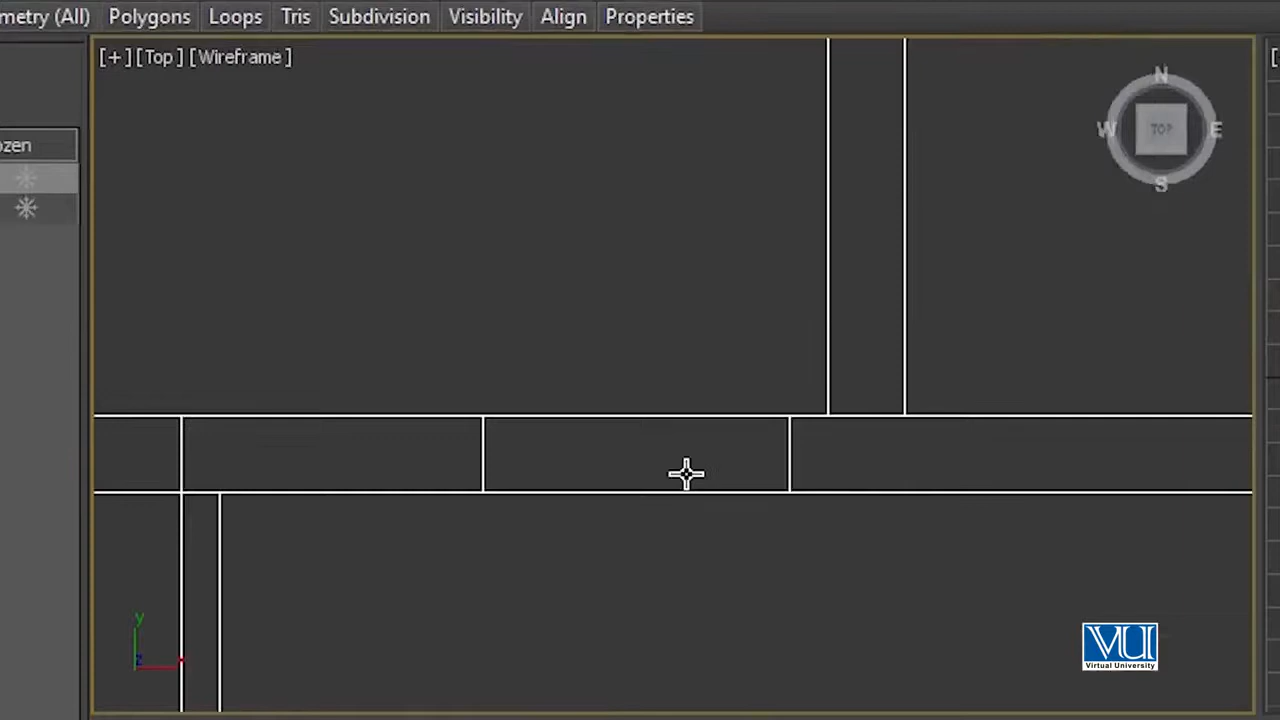 metry (All) Polygons Loops Tris Subdivision Visibility Align Properties
[+][Top][Wireframe]
[
N
W TOP E
S
ozen
y
z
VU
Virtual University